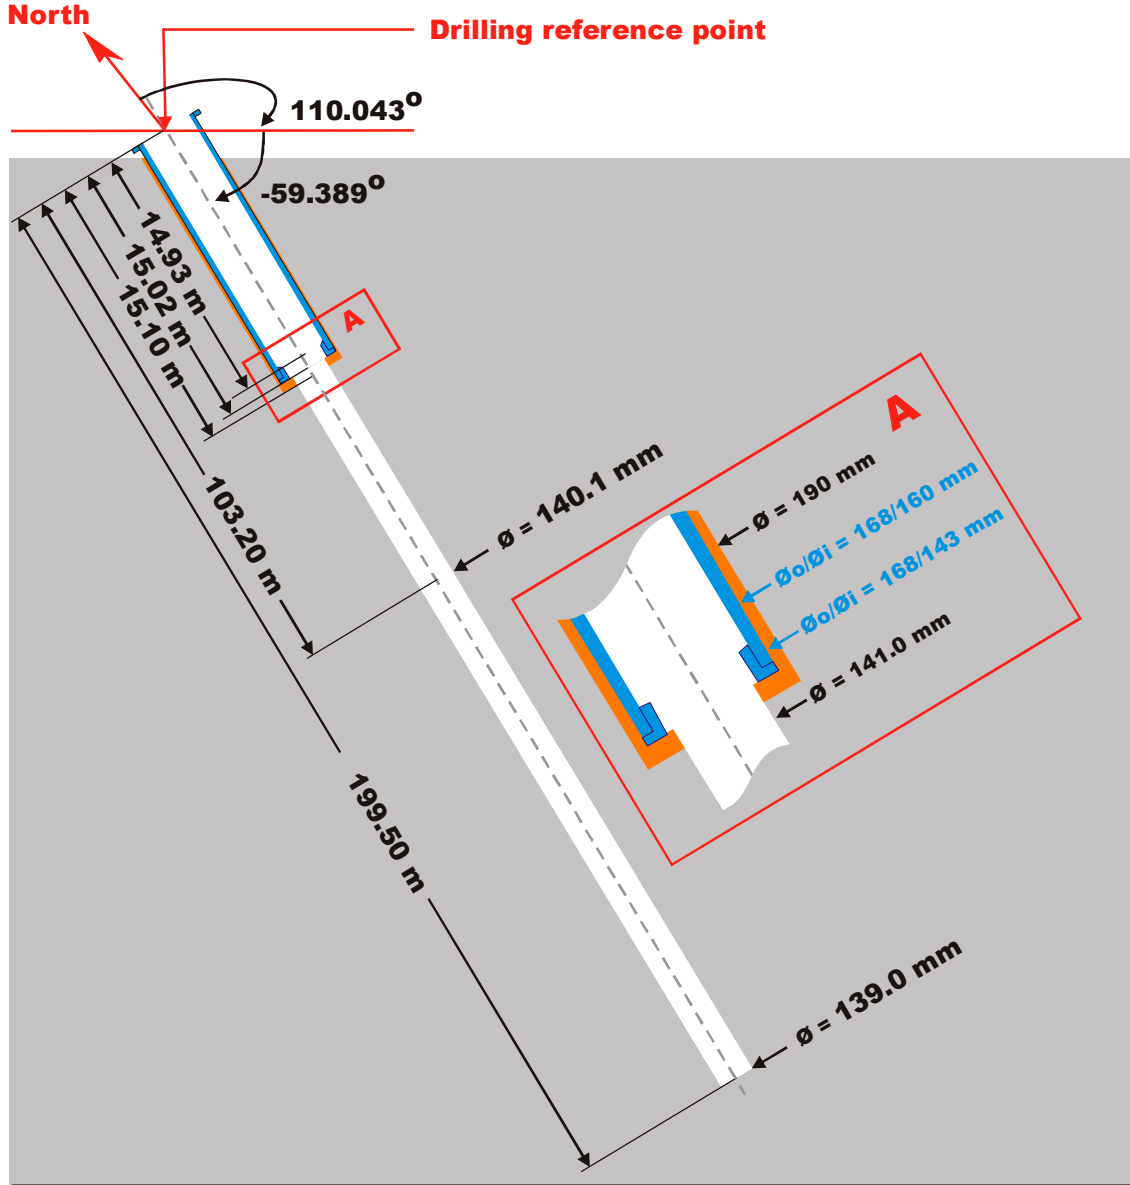 North
Drilling reference point
110.043°
-59.389°
14.93 m
15.02 m
15.10 m
A
103.20 m
ø = 140.1 mm
A
Ø = 190 mm
Øo/Øi = 168/160 mm
Øo/Øi = 168/143 mm
Ø = 141.0 mm
199.50 m
ø = 139.0 mm